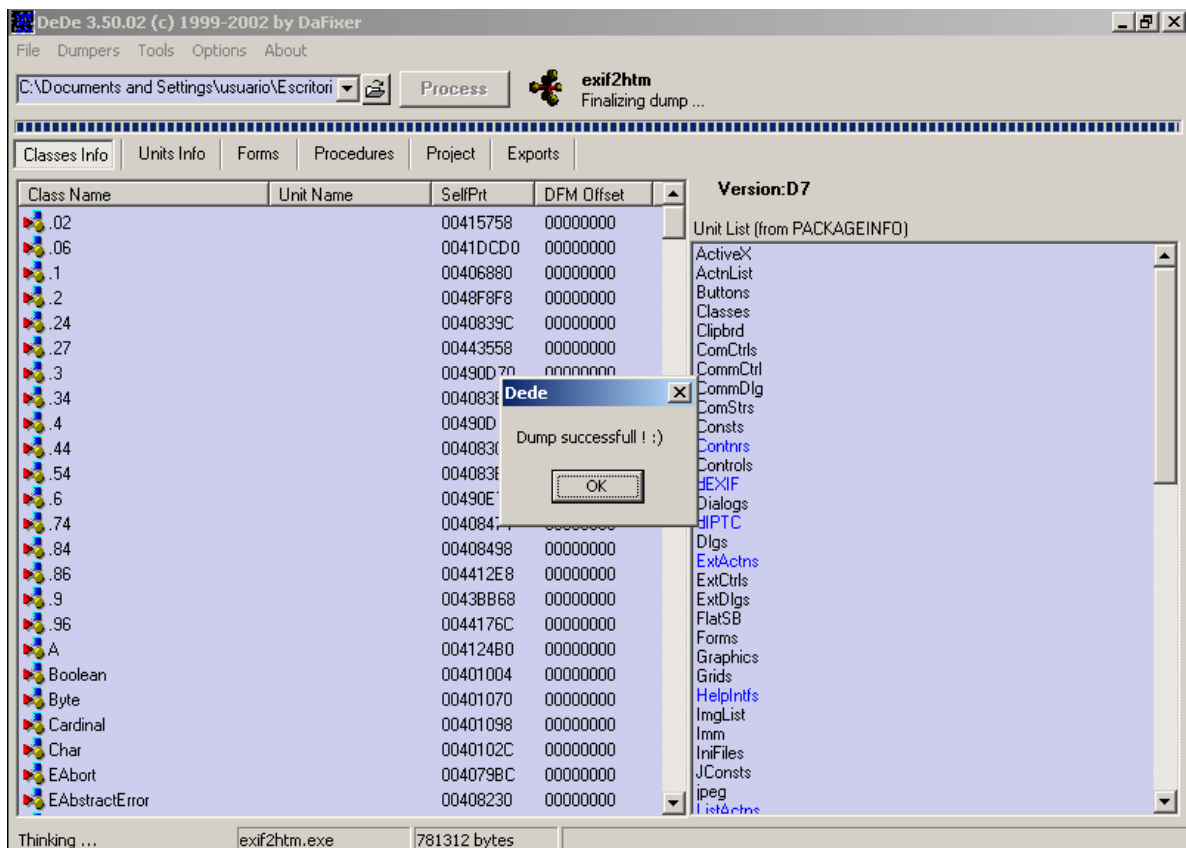 DeDe 3.50.02 (c) 1999-2002 by DaFixer
File Dumpers Tools Options About
C:\Documents and Settings\usuario\Escritori Process exif2htm
Finalizing dump ...
Classes Info Units Info Forms Procedures Project Exports
Class Name Unit Name SelfPrt DFM Offset
.02 00415758 00000000
.06 0041DCD0 00000000
.1 00406880 00000000
.2 0048F8F8 00000000
.24 0040839C 00000000
.27 00443558 00000000
.3 00490D70 00000000
.34
.4
.44
.54
.6
.74
.84 00408498 00000000
.86 004412E8 00000000
.9 0043BB68 00000000
.96 0044176C 00000000
A 004124B0 00000000
Boolean 00401004 00000000
Byte 00401070 00000000
Cardinal 00401098 00000000
Char 0040102C 00000000
EAbort 004079BC 00000000
EAbstractError 00408230 00000000
Version:D7
Unit List (from PACKAGEINFO)
ActiveX
ActnList
Buttons
Classes
Clipbrd
ComCtrls
CommCtrl
CommDlg
ComStrs
Consts
Contnrs
Controls
dEXIF
Dialogs
dIPTC
Dlgs
ExtActns
ExtCtrls
ExtDlgs
FlatSB
Forms
Graphics
Grids
HelpIntfs
ImgList
Imm
IniFiles
JConsts
jpeg
ListActns
Dede
Dump successfull ! :)
OK
Thinking ... exif2htm.exe 781312 bytes